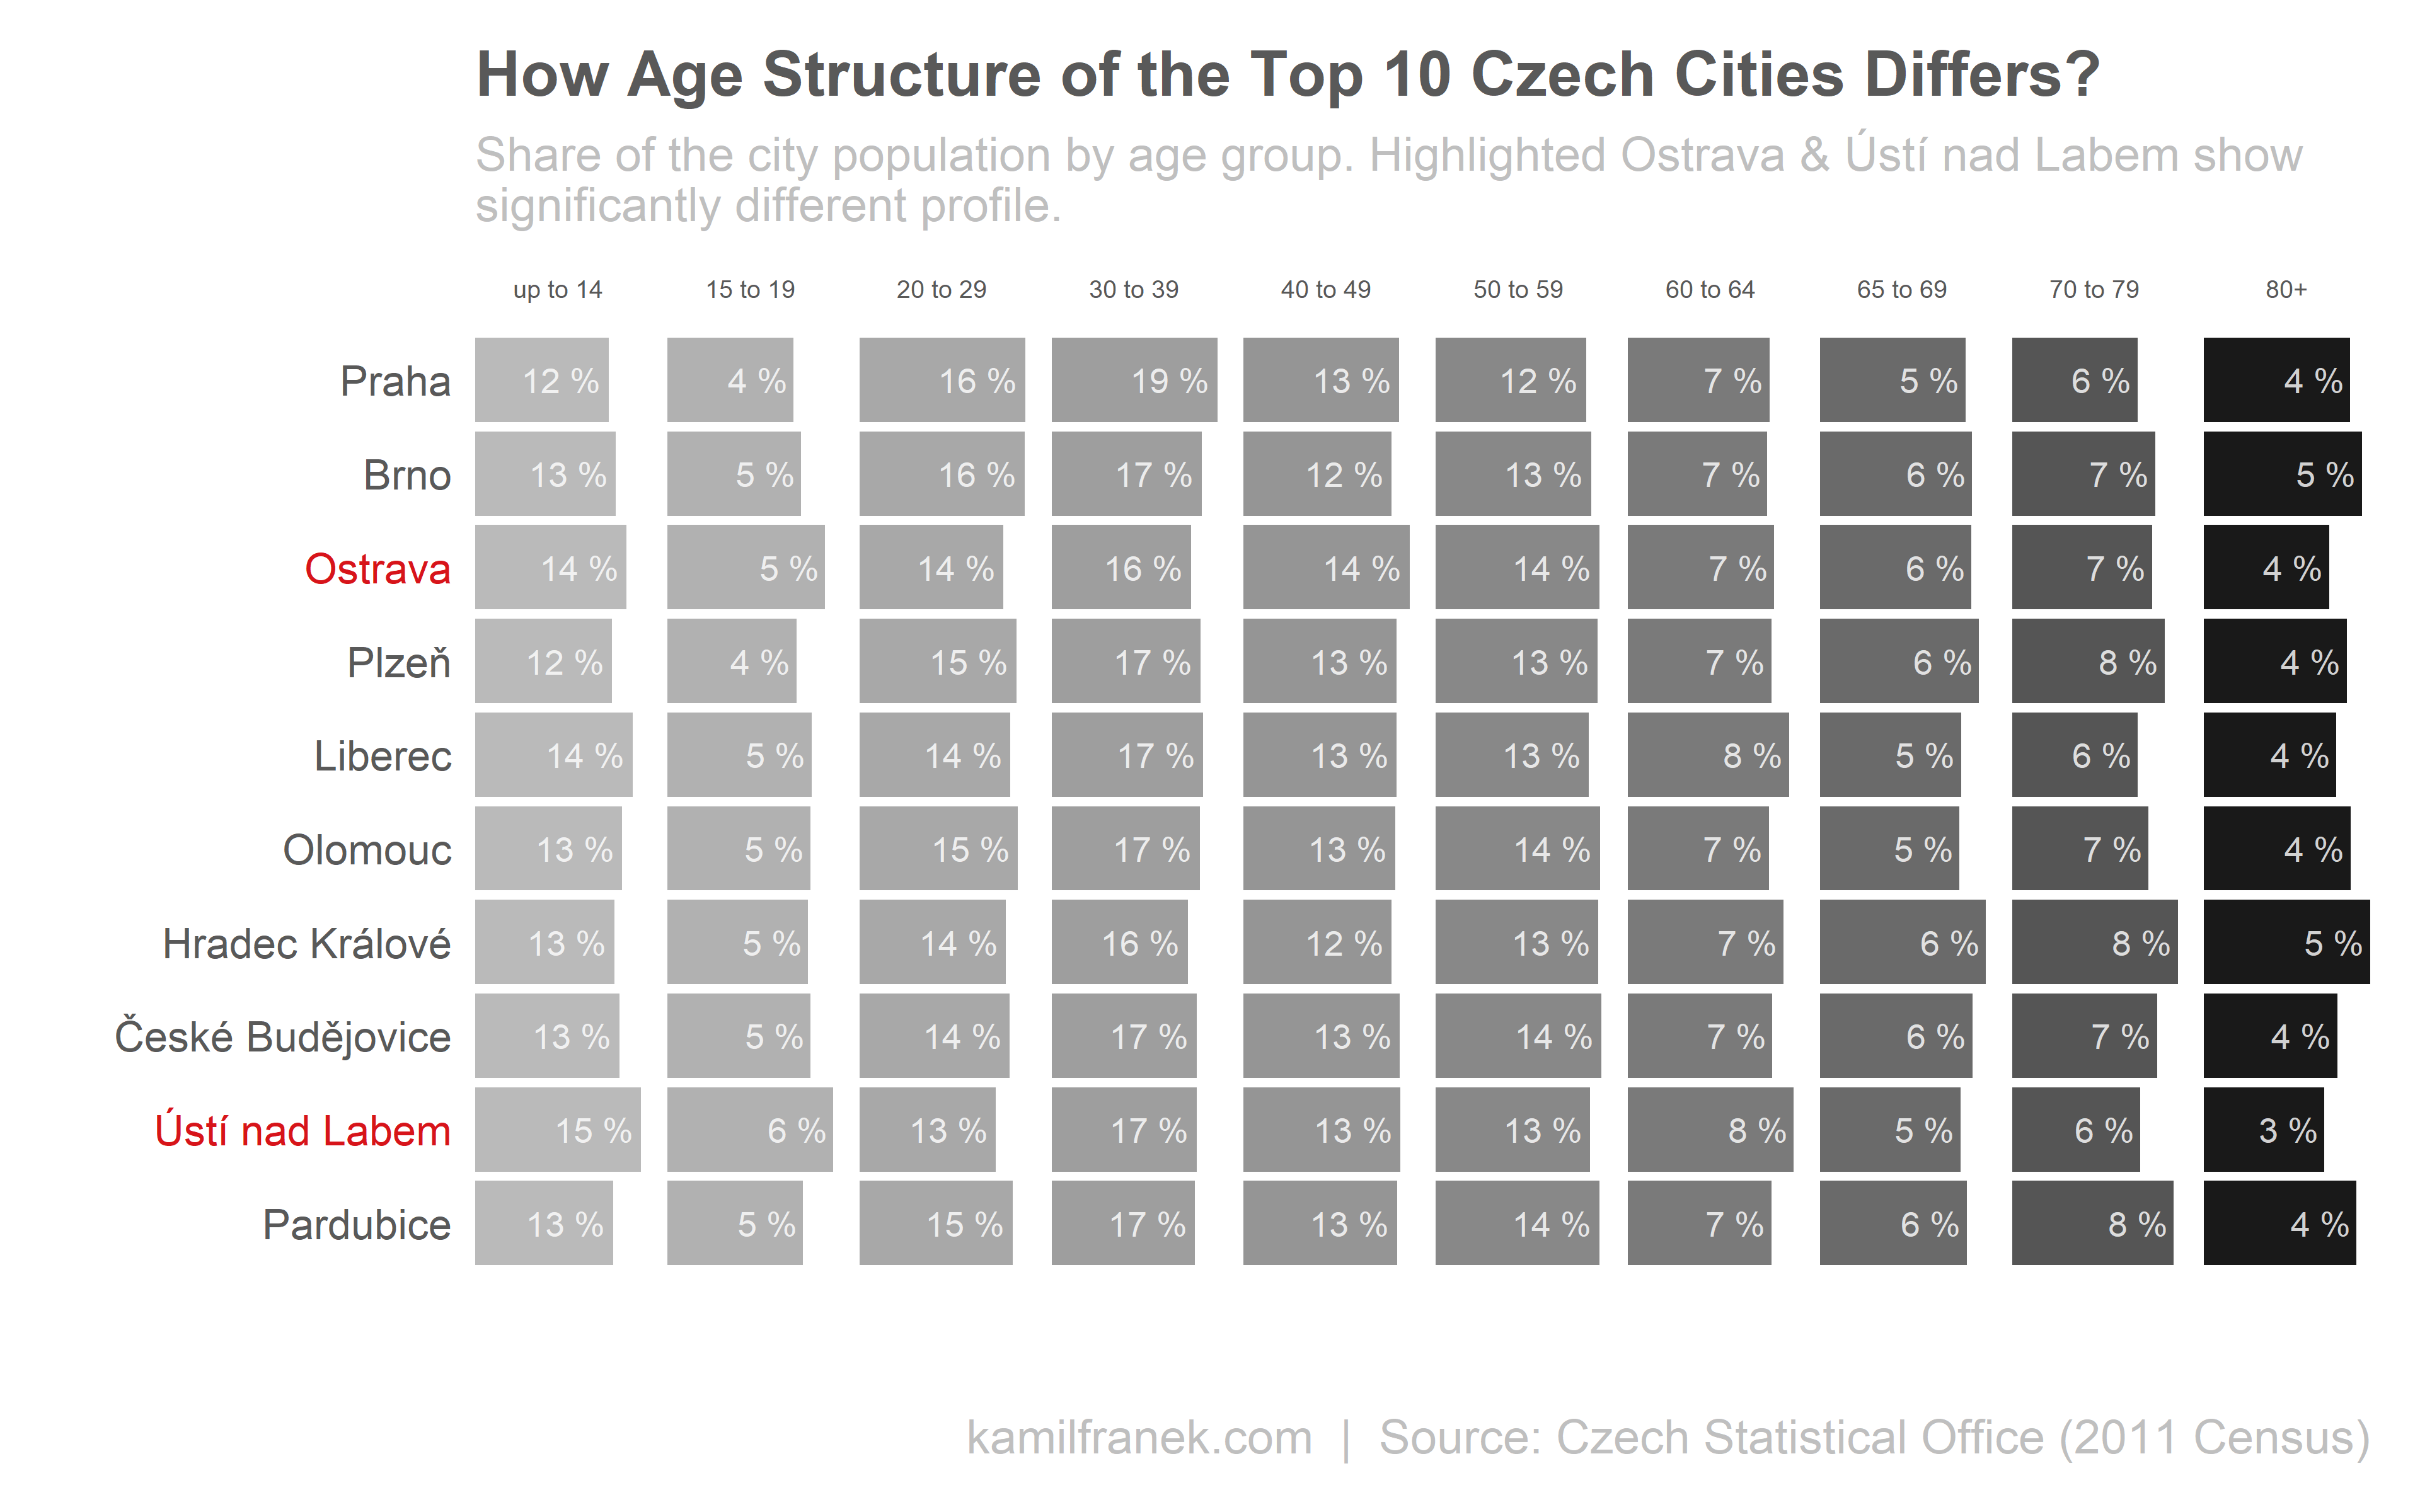 How Age Structure of the Top 10 Czech Cities Differs?
Share of the city population by age group. Highlighted Ostrava & Ústí nad Labem show
significantly different profile.
up to 14 15 to 19 20 to 29 30 to 39 40 to 49 50 to 59 60 to 64 65 to 69 70 to 79 80+
Praha 12 % 4 % 16 % 19 % 13 % 12 % 7 % 5 % 6 % 4 %
Brno 13 % 5 % 16 % 17 % 12 % 13 % 7 % 6 % 7 % 5 %
Ostrava 14 % 5 % 14 % 16 % 14 % 14 % 7 % 6 % 7 % 4 %
Plzeň 12 % 4 % 15 % 17 % 13 % 13 % 7 % 6 % 8 % 4 %
Liberec 14 % 5 % 14 % 17 % 13 % 13 % 8 % 5 % 6 % 4 %
Olomouc 13 % 5 % 15 % 17 % 13 % 14 % 7 % 5 % 7 % 4 %
Hradec Králové 13 % 5 % 14 % 16 % 12 % 13 % 7 % 6 % 8 % 5 %
České Budějovice 13 % 5 % 14 % 17 % 13 % 14 % 7 % 6 % 7 % 4 %
Ústí nad Labem 15 % 6 % 13 % 17 % 13 % 13 % 8 % 5 % 6 % 3 %
Pardubice 13 % 5 % 15 % 17 % 13 % 14 % 7 % 6 % 8 % 4 %
kamilfranek.com | Source: Czech Statistical Office (2011 Census)